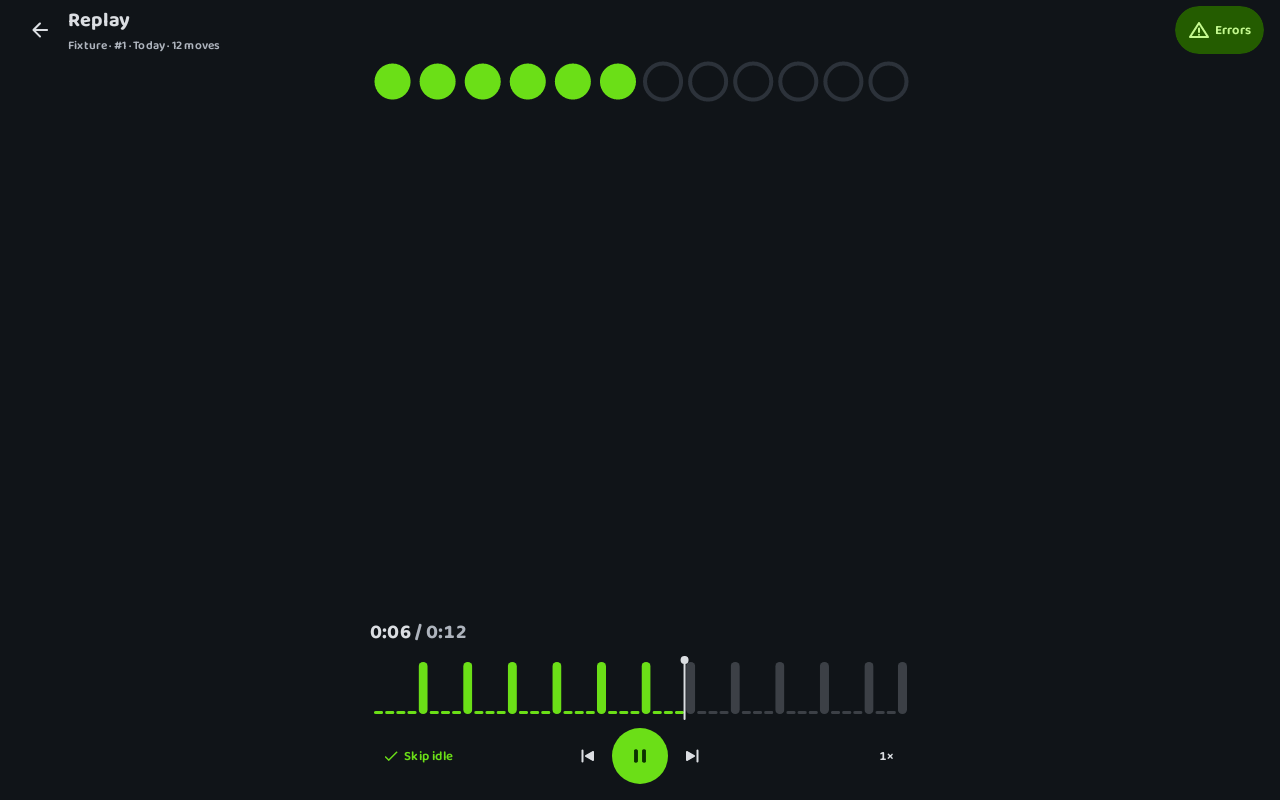 Replay
Fixture · #1 · Today · 12 moves
Errors
0:06 / 0:12
Skip idle
1×